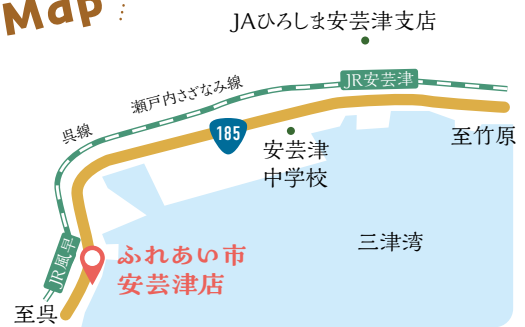 Map
JAひろしま安芸津支店
JR安芸津
瀬戸内さざなみ線
呉線
185
至竹原
安芸津
中学校
三津湾
ふれあい市
安芸津店
JR風早
至呉